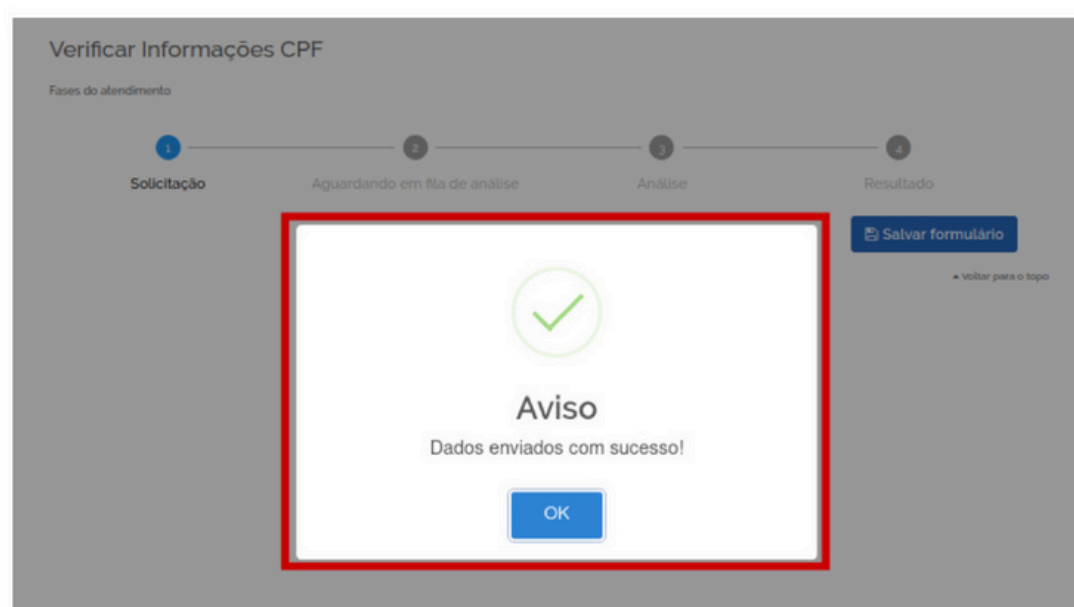 Verificar Informações CPF
Fases do atendimento
1
2
3
4
Solicitação
Aguardando em fila de análise
Análise
Resultado
Salvar formulário
Voltar para o topo
Aviso
Dados enviados com sucesso!
OK